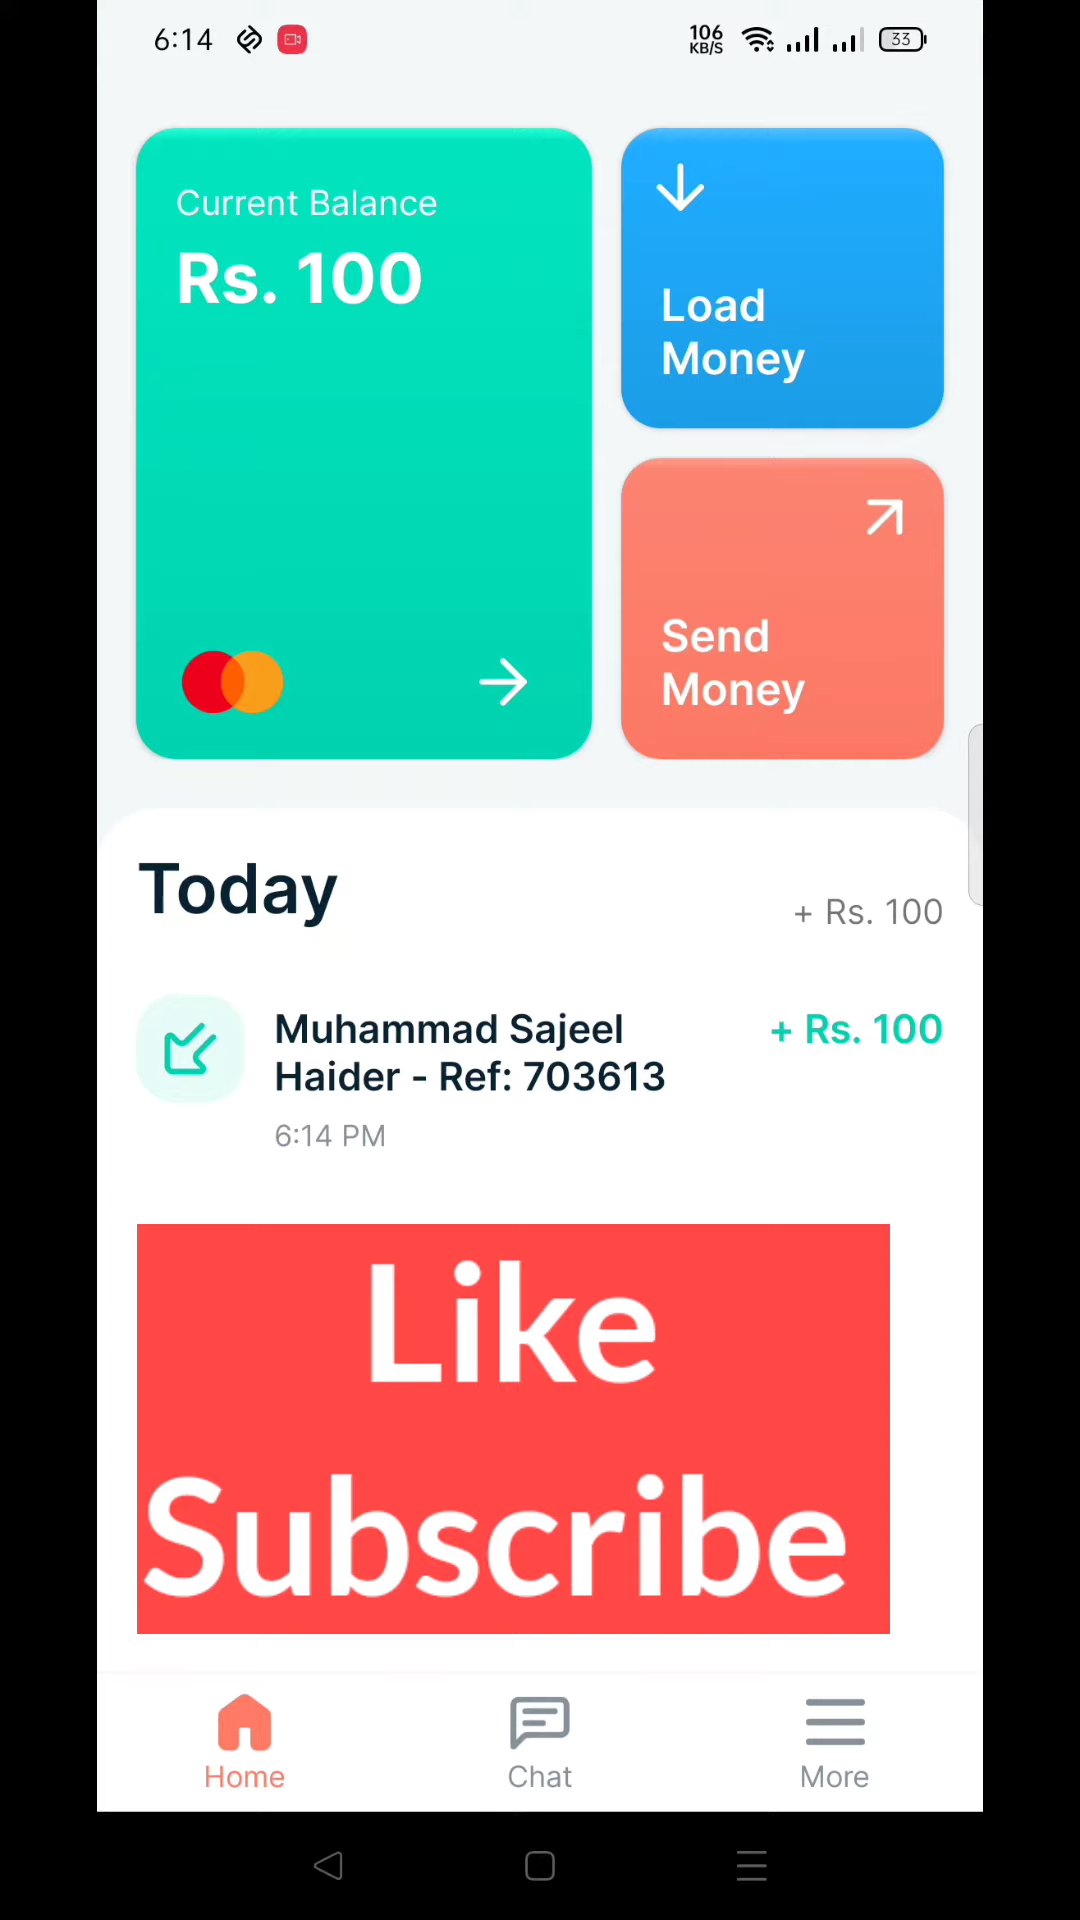 6:14
106
KB/S
33
Current Balance
Rs. 100
Load
Money
Send
Money
Today
+ Rs. 100
Muhammad Sajeel
Haider - Ref: 703613
+ Rs. 100
6:14 PM
Like
Subscribe
Home
Chat
More